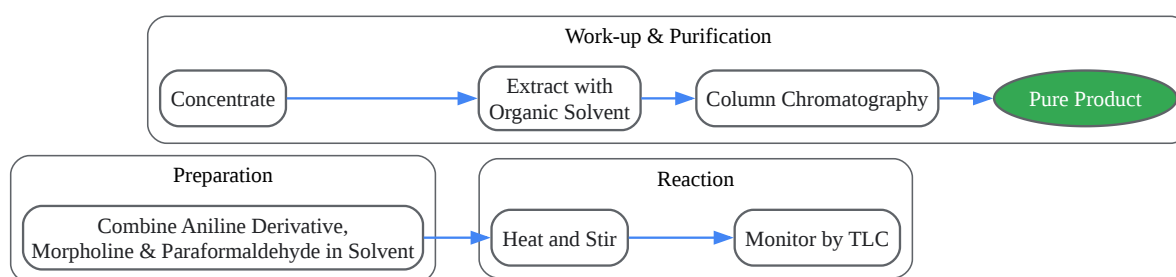 Work-up & Purification
Concentrate
Extract with
Organic Solvent
Column Chromatography
Pure Product
Preparation
Combine Aniline Derivative,
Morpholine & Paraformaldehyde in Solvent
Reaction
Heat and Stir
Monitor by TLC